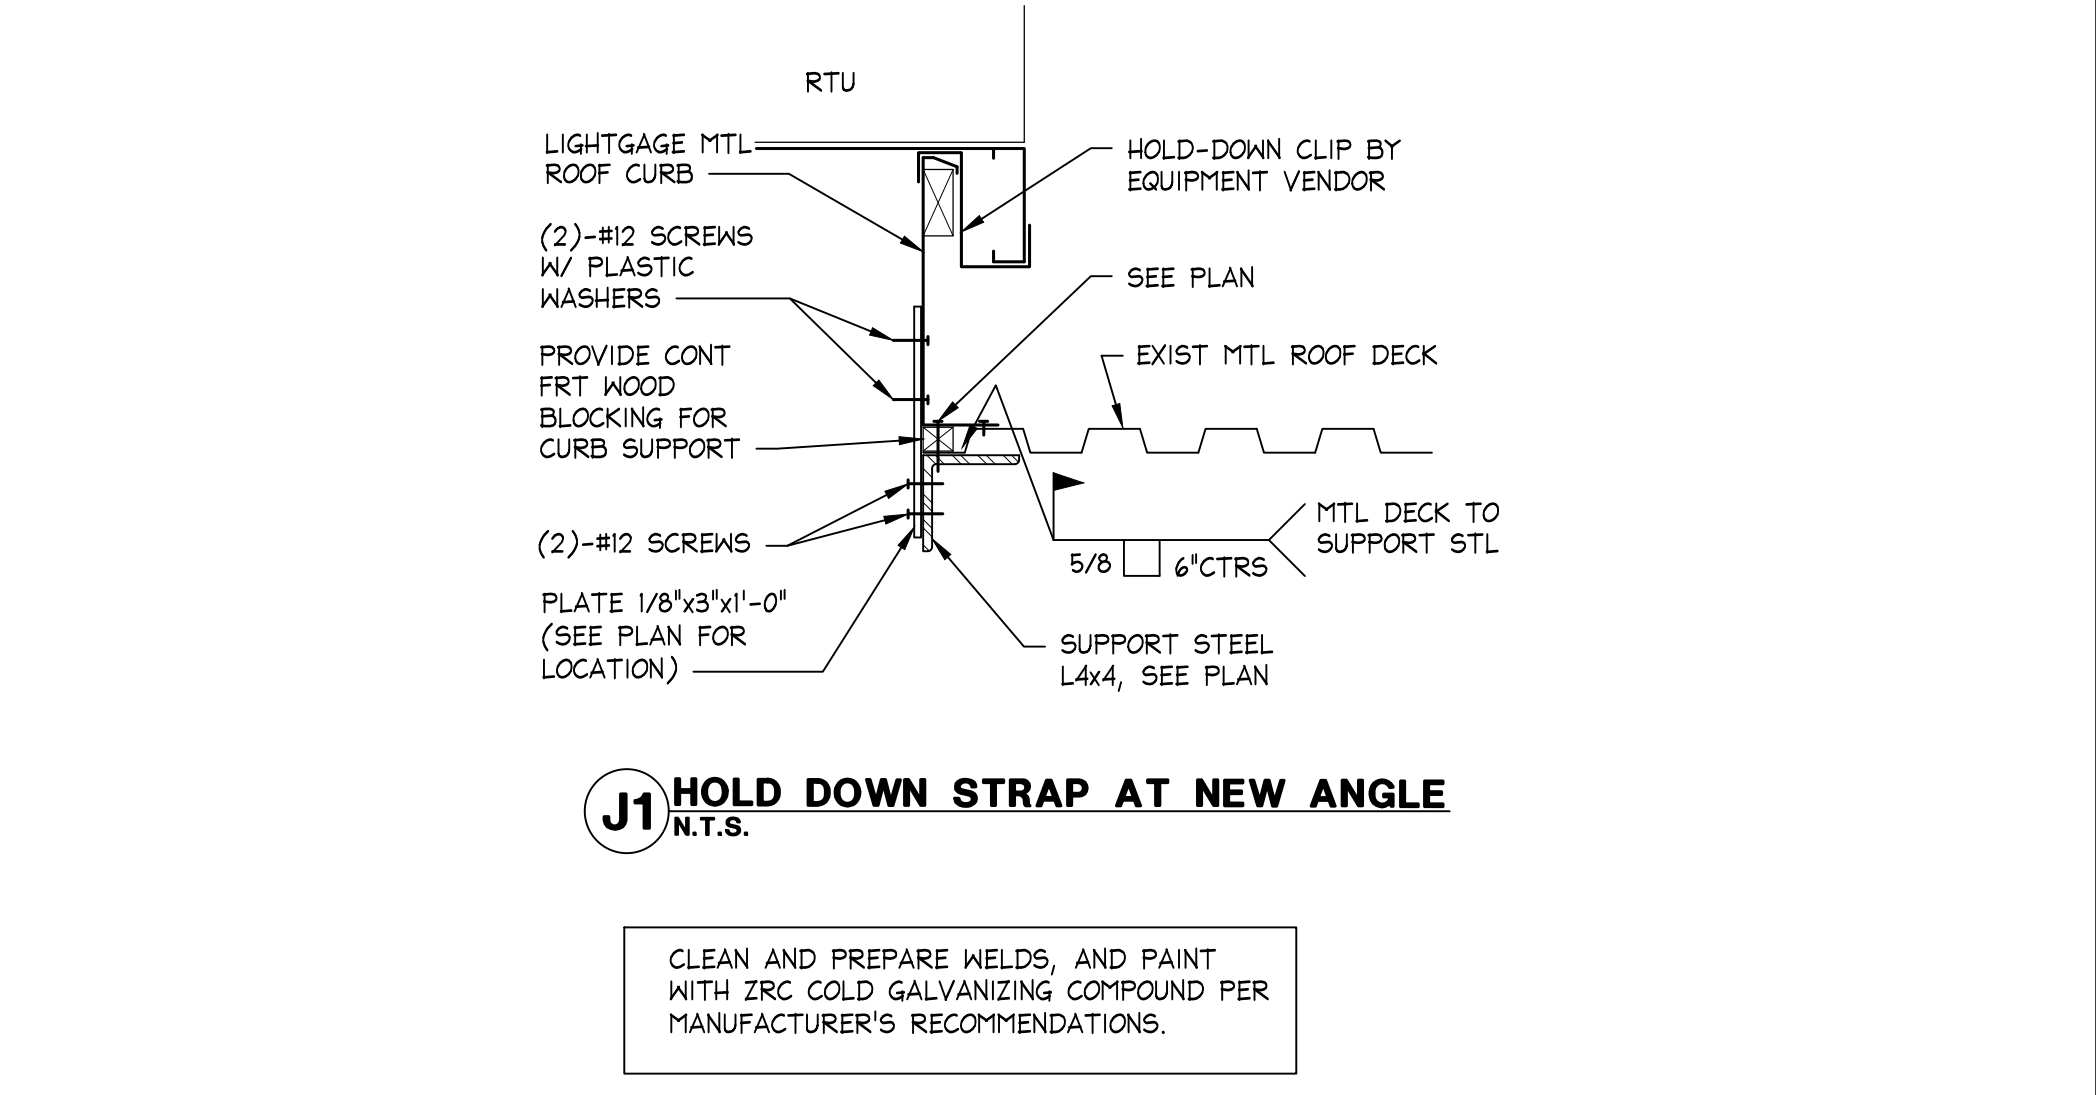 RTU
LIGHTGAGE MTL
ROOF CURB
(2)-#12 SCREWS
W/ PLASTIC
WASHERS
PROVIDE CONT
FRT WOOD
BLOCKING FOR
CURB SUPPORT
(2)-#12 SCREWS
PLATE 1/8"x3"x1'-0"
(SEE PLAN FOR
LOCATION)
HOLD-DOWN CLIP BY
EQUIPMENT VENDOR
SEE PLAN
EXIST MTL ROOF DECK
MTL DECK TO
SUPPORT STL
5/8
6"CTRS
SUPPORT STEEL
L4x4, SEE PLAN
J1
HOLD DOWN STRAP AT NEW ANGLE
N.T.S.
CLEAN AND PREPARE WELDS, AND PAINT
WITH ZRC COLD GALVANIZING COMPOUND PER
MANUFACTURER'S RECOMMENDATIONS.